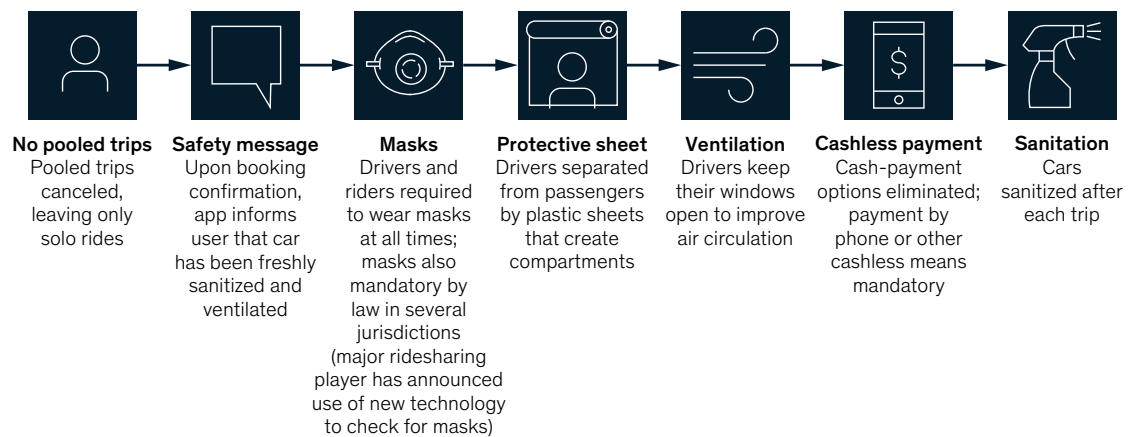 No pooled trips
Pooled trips
canceled,
leaving only
solo rides
Safety message
Upon booking
confirmation,
app informs
user that car
has been freshly
sanitized and
ventilated
Masks
Drivers and
riders required
to wear masks
at all times;
masks also
mandatory by
law in several
jurisdictions
(major ridesharing
player has announced
use of new technology
to check for masks)
Protective sheet
Drivers separated
from passengers
by plastic sheets
that create
compartments
Ventilation
Drivers keep
their windows
open to improve
air circulation
$
Cashless payment
Cash-payment
options eliminated;
payment by
phone or other
cashless means
mandatory
Sanitation
Cars
sanitized after
each trip